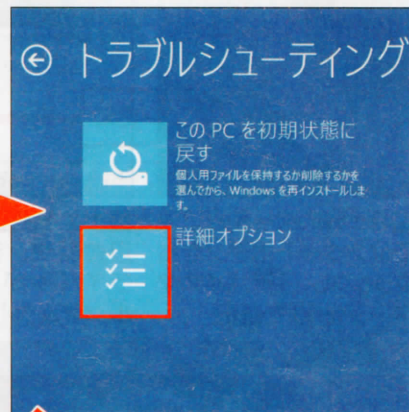 トラブルシューティング
この PC を初期状態に
戻す
個人用ファイルを保持するか削除するかを
選んでから、Windows を再インストールしま
す。
詳細オプション